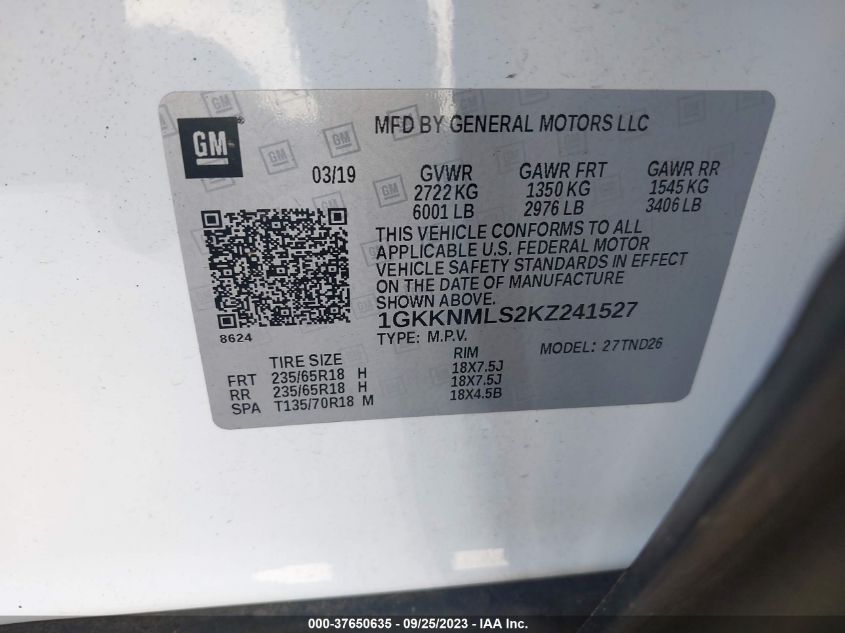 GM
MFD BY GENERAL MOTORS LLC
03/19
GVWR GAWR FRT GAWR RR
2722 KG 1350 KG 1545 KG
6001 LB 2976 LB 3406 LB
THIS VEHICLE CONFORMS TO ALL
APPLICABLE U.S. FEDERAL MOTOR
VEHICLE SAFETY STANDARDS IN EFFECT
ON THE DATE OF MANUFACTURE
SHOWN ABOVE.
8624
1GKKNMLS2KZ241527
TYPE: M.P.V. MODEL: 27TND26
TIRE SIZE RIM
FRT 235/65R18 H 18X7.5J
RR 235/65R18 H 18X7.5J
SPA T135/70R18 M 18X4.5B
000-37650635 - 09/25/2023 - IAAI.com - Copyright IAA, Inc.